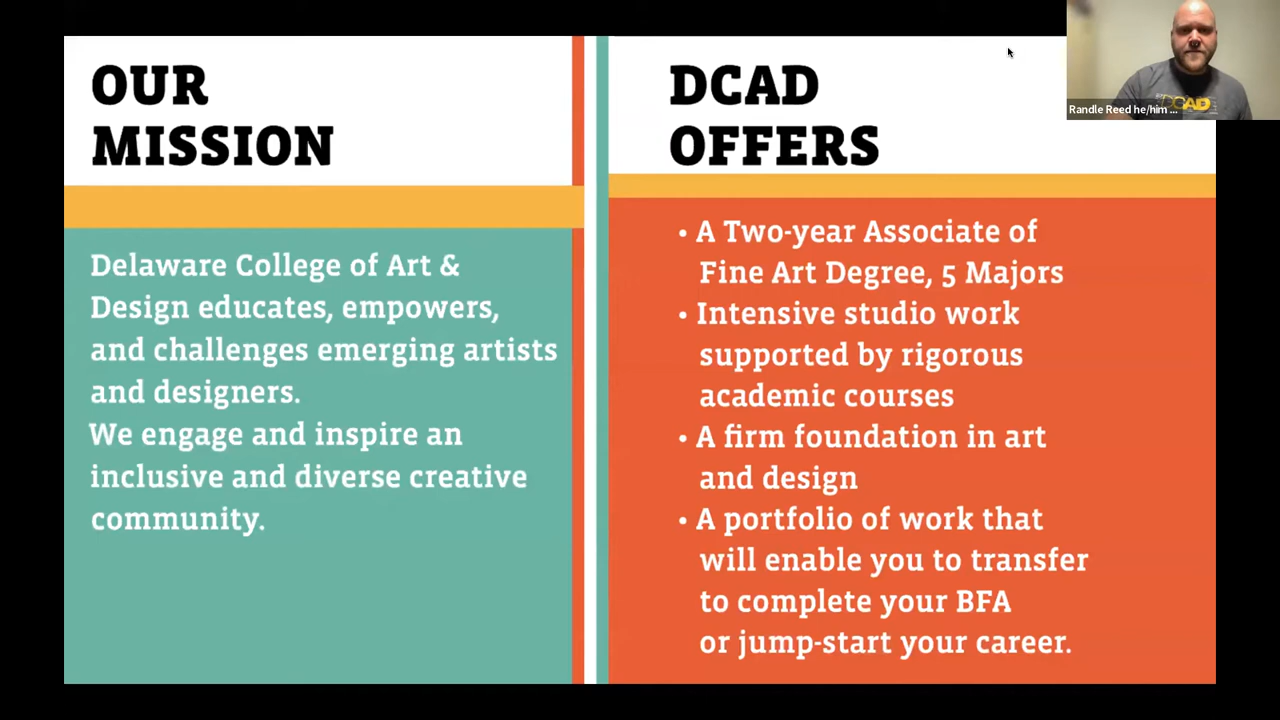 OUR
MISSION
Delaware College of Art &
Design educates, empowers,
and challenges emerging artists
and designers.
We engage and inspire an
inclusive and diverse creative
community.
DCAD
OFFERS
• A Two-year Associate of
Fine Art Degree, 5 Majors
• Intensive studio work
supported by rigorous
academic courses
• A firm foundation in art
and design
• A portfolio of work that
will enable you to transfer
to complete your BFA
or jump-start your career.
DCAD
Randle Reed he/him ...